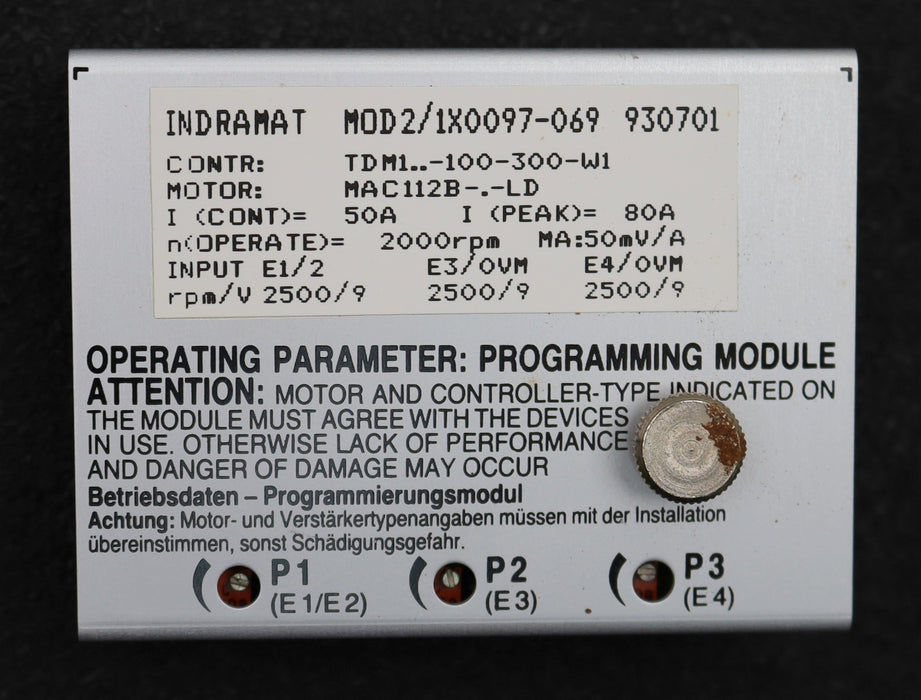 INDRAMAT MOD2/1X0097-069 930701
CONTR: TDM1..-100-300-W1
MOTOR: MAC112B-.-LD
I (CONT)= 50A I (PEAK)= 80A
n(OPERATE)= 2000rpm MA:50mV/A
INPUT E1/2 E3/0VM E4/0VM
rpm/V 2500/9 2500/9 2500/9
OPERATING PARAMETER: PROGRAMMING MODULE
ATTENTION: MOTOR AND CONTROLLER-TYPE INDICATED ON
THE MODULE MUST AGREE WITH THE DEVICES
IN USE. OTHERWISE LACK OF PERFORMANCE
AND DANGER OF DAMAGE MAY OCCUR
Betriebsdaten – Programmierungsmodul
Achtung: Motor- und Verstärkertypenangaben müssen mit der Installation
übereinstimmen, sonst Schädigungsgefahr.
P1 P2 P3
(E1/E2) (E3) (E4)